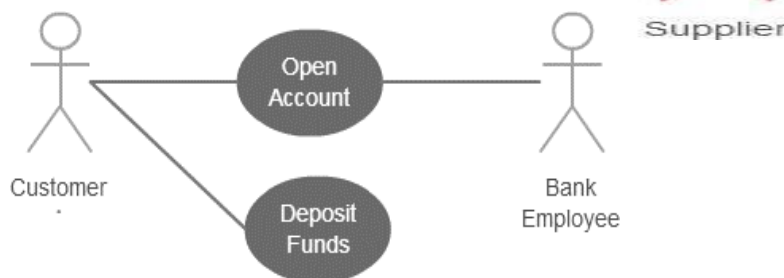 Supplier
Open
Account
Customer
Bank
Employee
Deposit
Funds